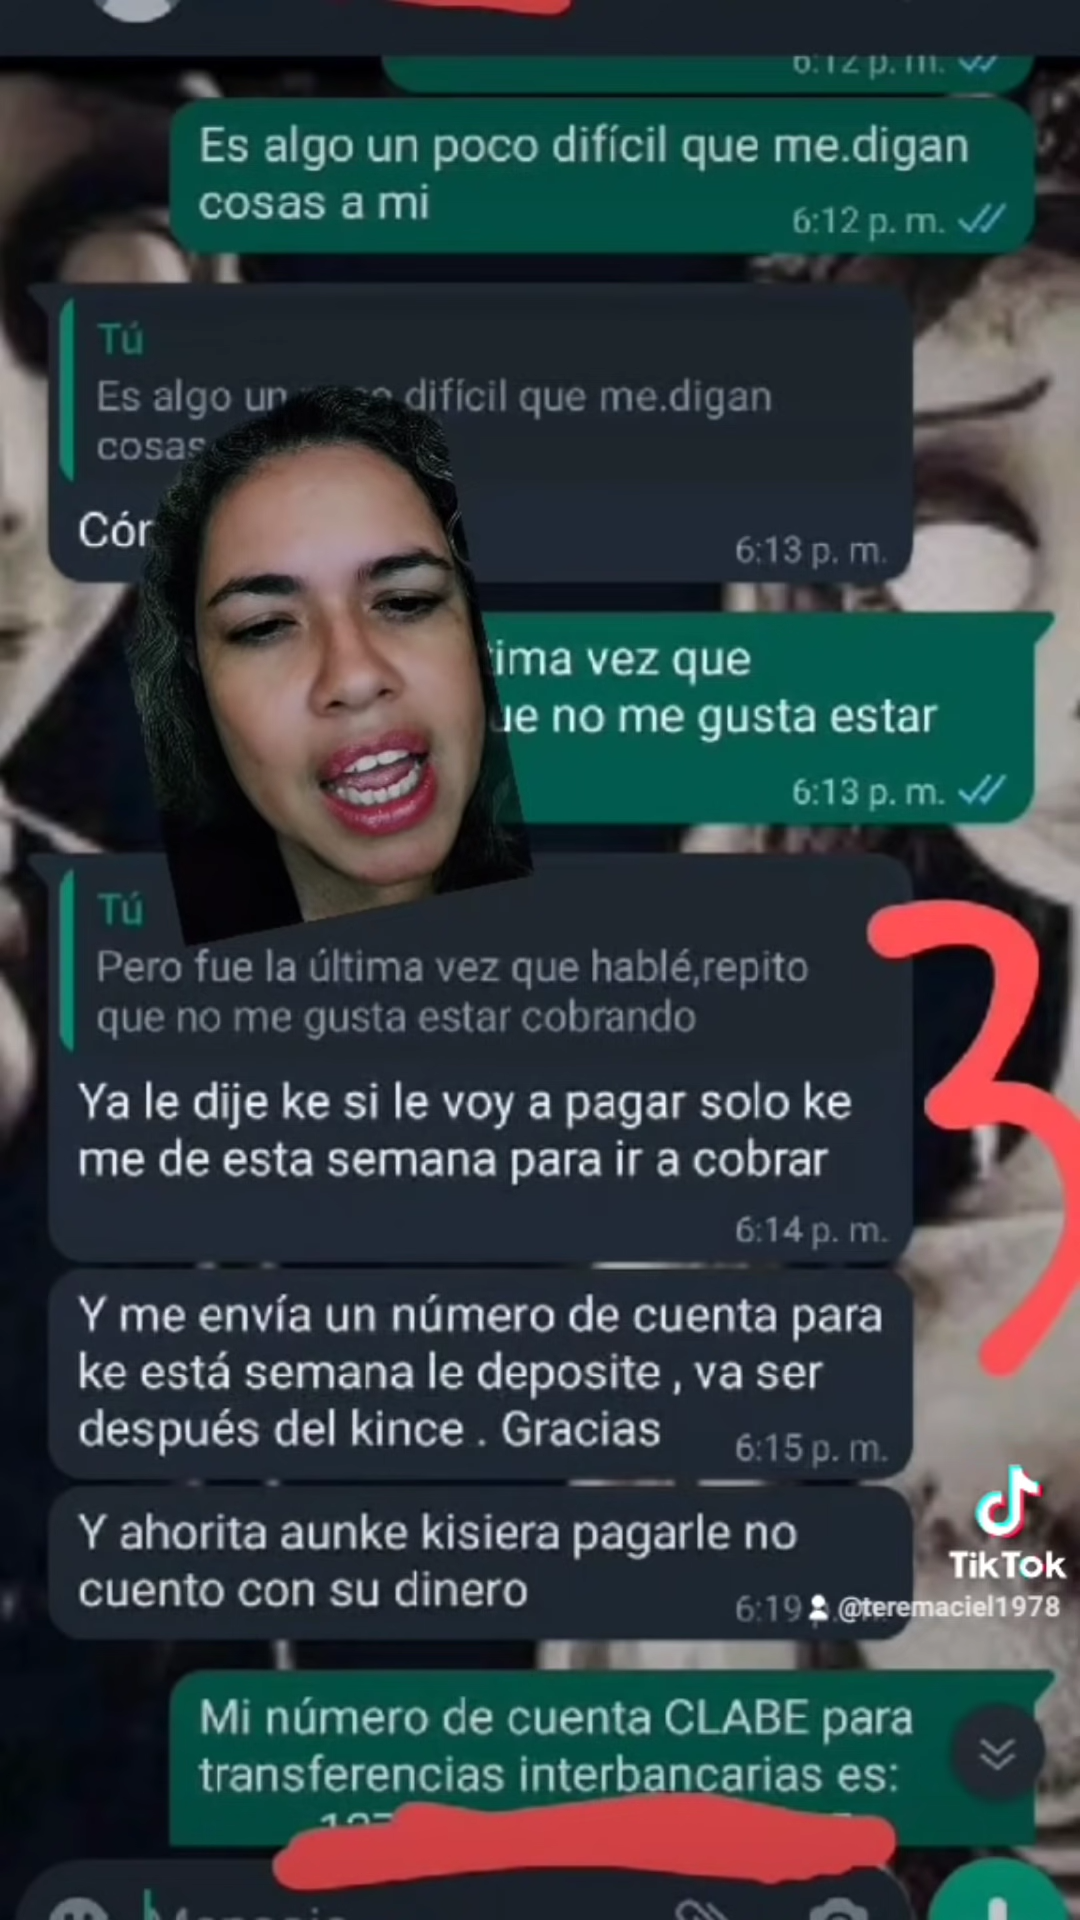 6:12 p. m.
Es algo un poco difícil que me.digan
cosas a mi
6:12 p. m.
Tú
Es algo un difícil que me.digan
cosas
Cór
6:13 p. m.
ima vez que
ue no me gusta estar
6:13 p. m.
Tú
Pero fue la última vez que hablé,repito
que no me gusta estar cobrando
Ya le dije ke si le voy a pagar solo ke
me de esta semana para ir a cobrar
6:14 p. m.
Y me envía un número de cuenta para
ke está semana le deposite , va ser
después del kince . Gracias
6:15 p. m.
Y ahorita aunke kisiera pagarle no
cuento con su dinero
6:19
3
TikTok
@teremaciel1978
Mi número de cuenta CLABE para
transferencias interbancarias es: